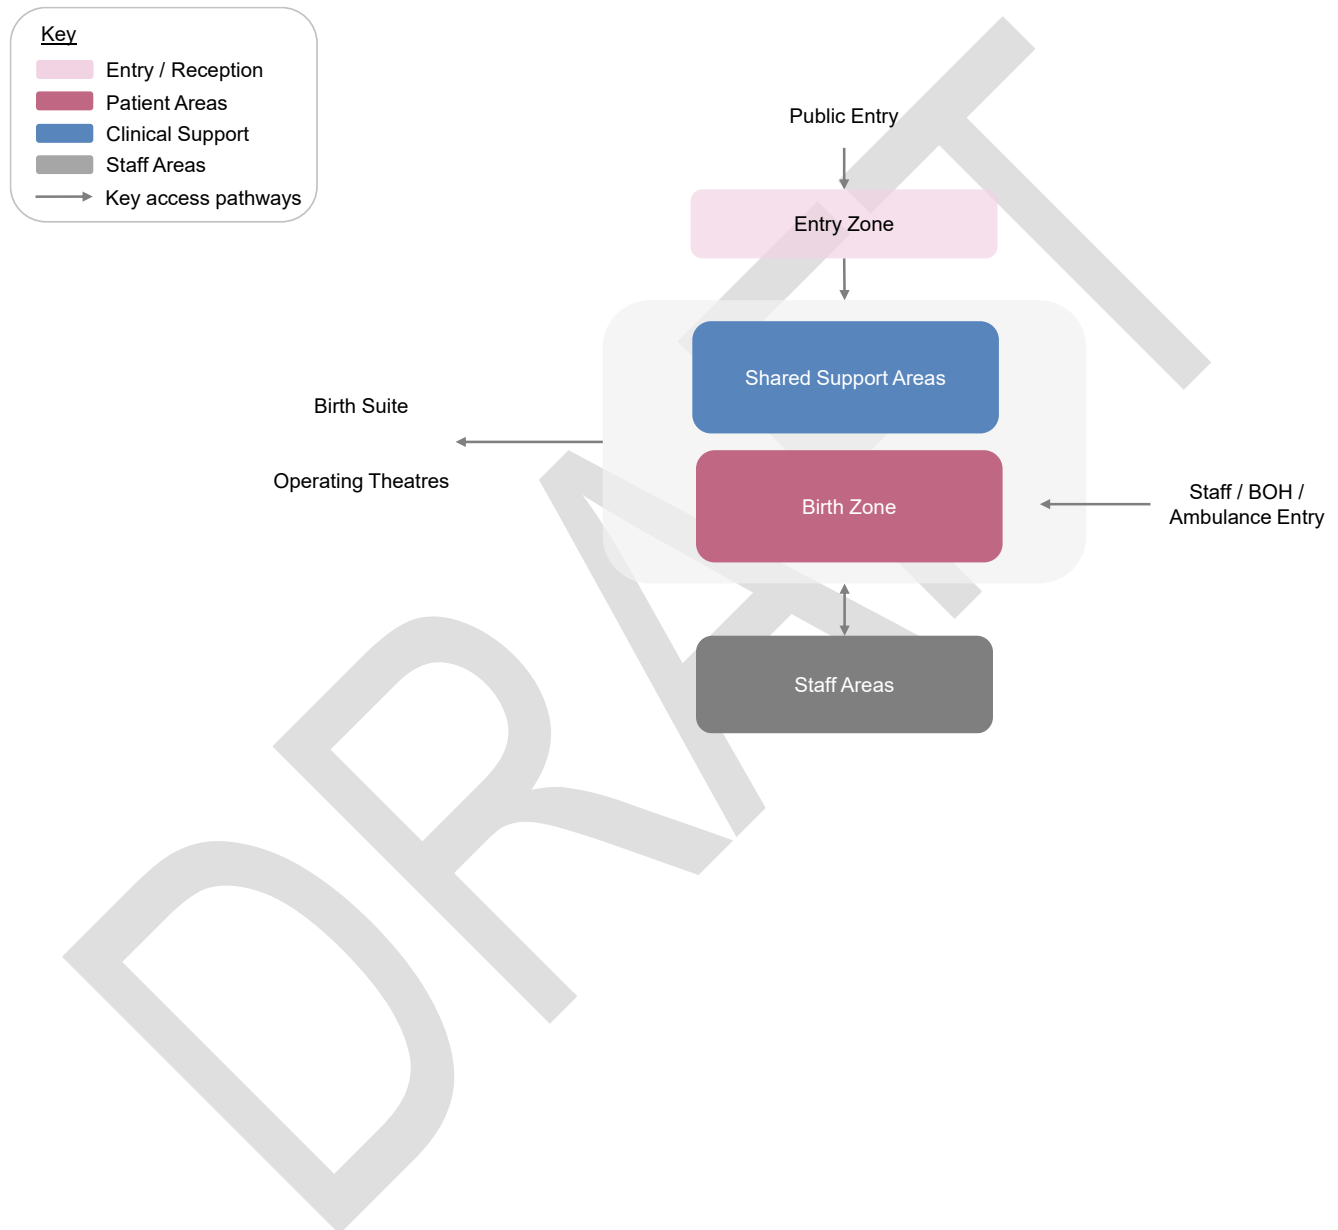 Key
Entry / Reception
Patient Areas
Clinical Support
Staff Areas
Key access pathways
Public Entry
Entry Zone
Shared Support Areas
Birth Suite
Operating Theatres
Birth Zone
Staff / BOH /
Ambulance Entry
Staff Areas
DRAFT